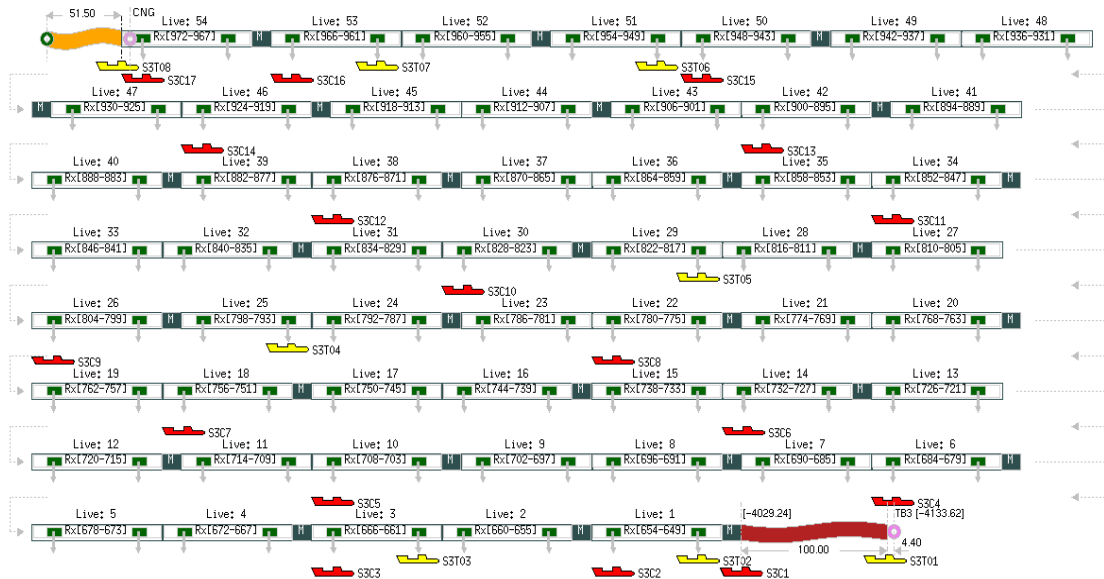 51.50 CNG Live: 54 Live: 53 Live: 52 Live: 51 Live: 50 Live: 49 Live: 48
Rx[972-967] M Rx[966-961] Rx[960-955] M Rx[954-949] Rx[948-943] M Rx[942-937] Rx[936-931]
S3T08 S3T07 S3T06
S3C17 S3C16 S3C15
Live: 47 Live: 46 Live: 45 Live: 44 Live: 43 Live: 42 Live: 41
M Rx[930-925] Rx[924-919] M Rx[918-913] Rx[912-907] M Rx[906-901] Rx[900-895] M Rx[894-889]
S3C14 S3C13
Live: 40 Live: 39 Live: 38 Live: 37 Live: 36 Live: 35 Live: 34
Rx[888-883] M Rx[882-877] Rx[876-871] M Rx[870-865] Rx[864-859] M Rx[858-853] Rx[852-847] M
S3C12 S3C11
Live: 33 Live: 32 Live: 31 Live: 30 Live: 29 Live: 28 Live: 27
Rx[846-841] Rx[840-835] M Rx[834-829] Rx[828-823] M Rx[822-817] Rx[816-811] M Rx[810-805]
S3T05
S3C10
Live: 26 Live: 25 Live: 24 Live: 23 Live: 22 Live: 21 Live: 20
Rx[804-799] M Rx[798-793] Rx[792-787] M Rx[786-781] Rx[780-775] M Rx[774-769] Rx[768-763] M
S3T04
S3C9 S3C8
Live: 19 Live: 18 Live: 17 Live: 16 Live: 15 Live: 14 Live: 13
Rx[762-757] Rx[756-751] M Rx[750-745] Rx[744-739] M Rx[738-733] Rx[732-727] M Rx[726-721]
S3C7 S3C6
Live: 12 Live: 11 Live: 10 Live: 9 Live: 8 Live: 7 Live: 6
Rx[720-715] M Rx[714-709] Rx[708-703] M Rx[702-697] Rx[696-691] M Rx[690-685] Rx[684-679] M
S3C5 S3C4
Live: 5 Live: 4 Live: 3 Live: 2 Live: 1 [-4029.24] TB3 [-4133.62]
Rx[678-673] Rx[672-667] M Rx[666-661] Rx[660-655] M Rx[654-649] M
4.40
100.00
S3T03 S3T02 S3T01
S3C3 S3C2 S3C1